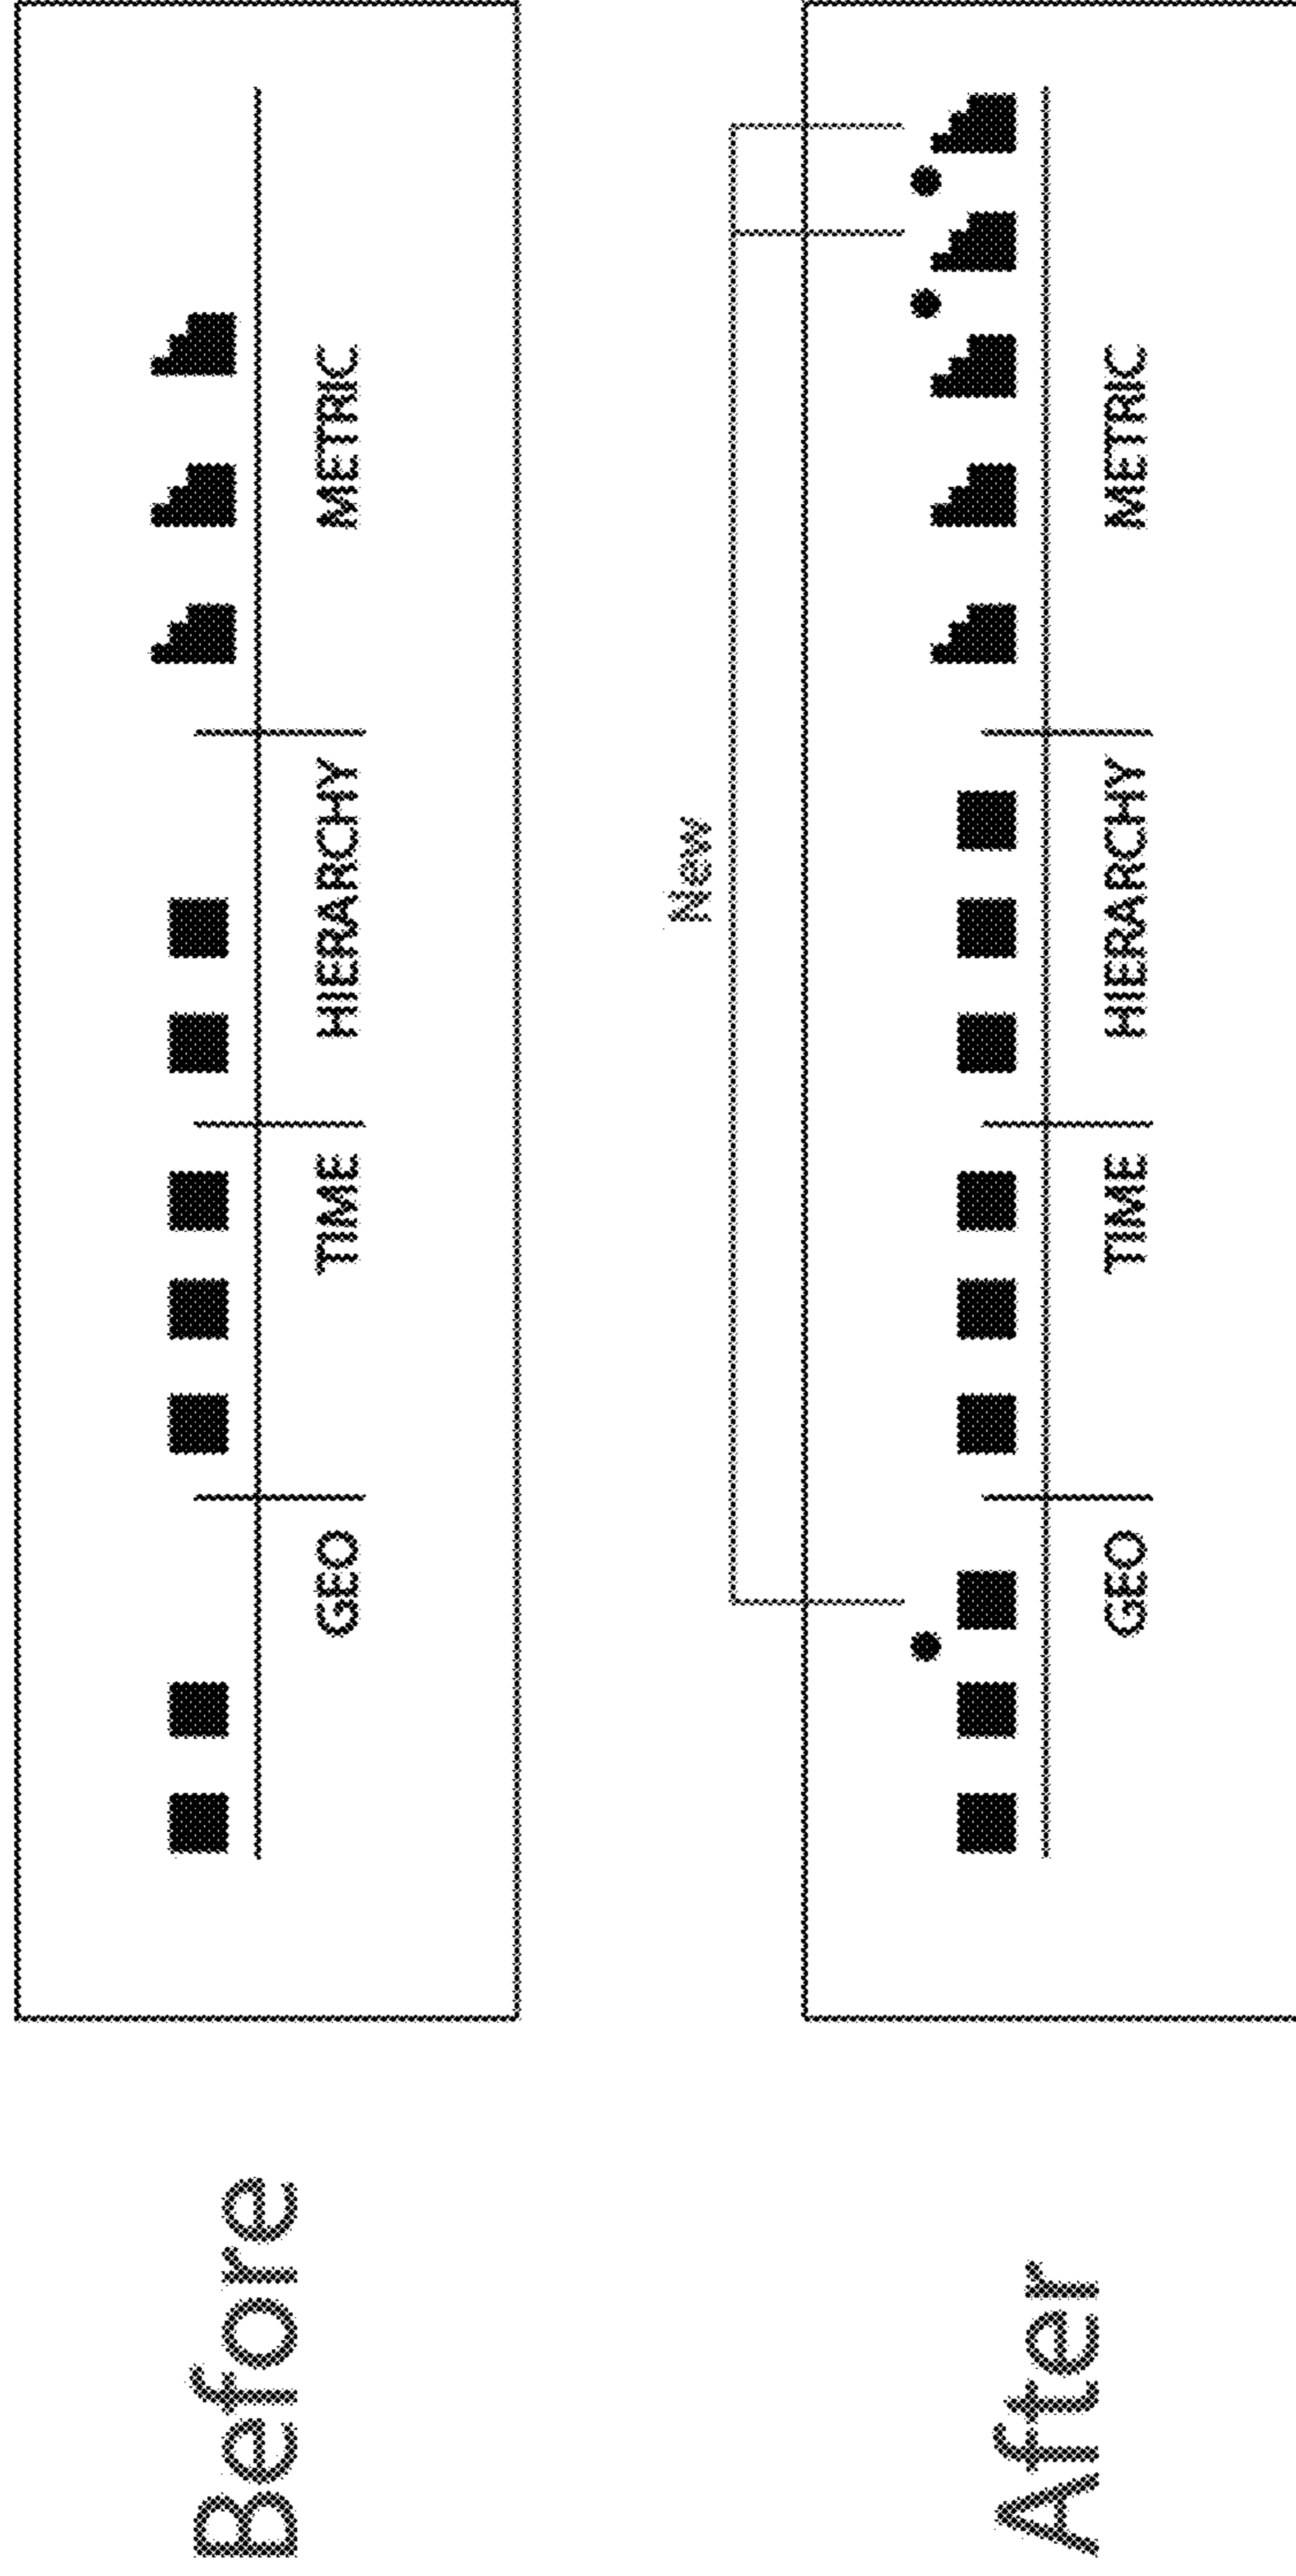 Before
GEO
TIME
HIERARCHY
METRIC
After
New
GEO
TIME
HIERARCHY
METRIC